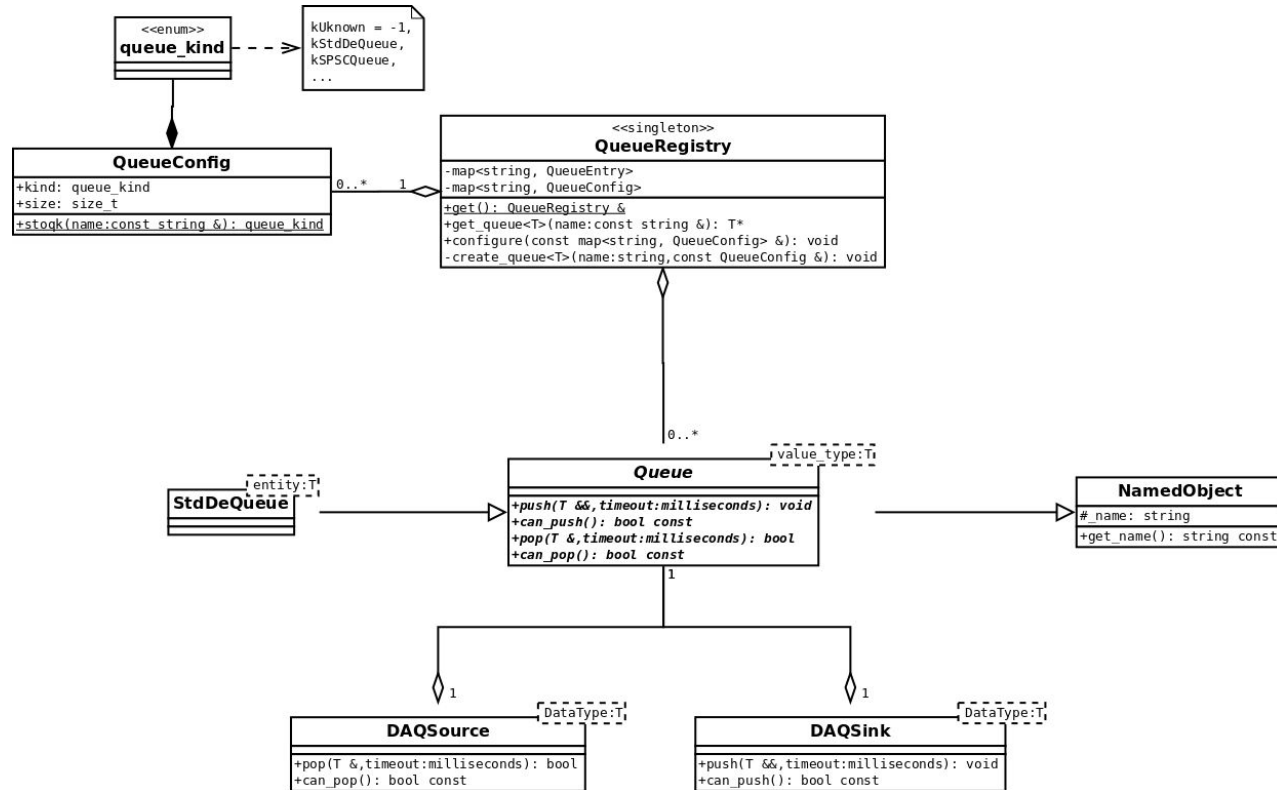 <<enum>>
queue_kind
kUknown = -1,
kStdDeQueue,
kSPSCQueue,
...
<<singleton>>
QueueRegistry
-map<string, QueueEntry>
-map<string, QueueConfig>
+get(): QueueRegistry &
+get_queue<T>(name:const string &): T*
+configure(const map<string, QueueConfig> &): void
-create_queue<T>(name:string,const QueueConfig &): void
QueueConfig
+kind: queue_kind
+size: size_t
+stoqk(name:const string &): queue_kind
0..*
1
0..*
value_type:T
Queue
+push(T &&,timeout:milliseconds): void
+can_push(): bool const
+pop(T &,timeout:milliseconds): bool
+can_pop(): bool const
1
entity:T
StdDeQueue
NamedObject
#_name: string
+get_name(): string const
1
1
DataType:T
DAQSource
+pop(T &,timeout:milliseconds): bool
+can_pop(): bool const
DataType:T
DAQSink
+push(T &&,timeout:milliseconds): void
+can_push(): bool const